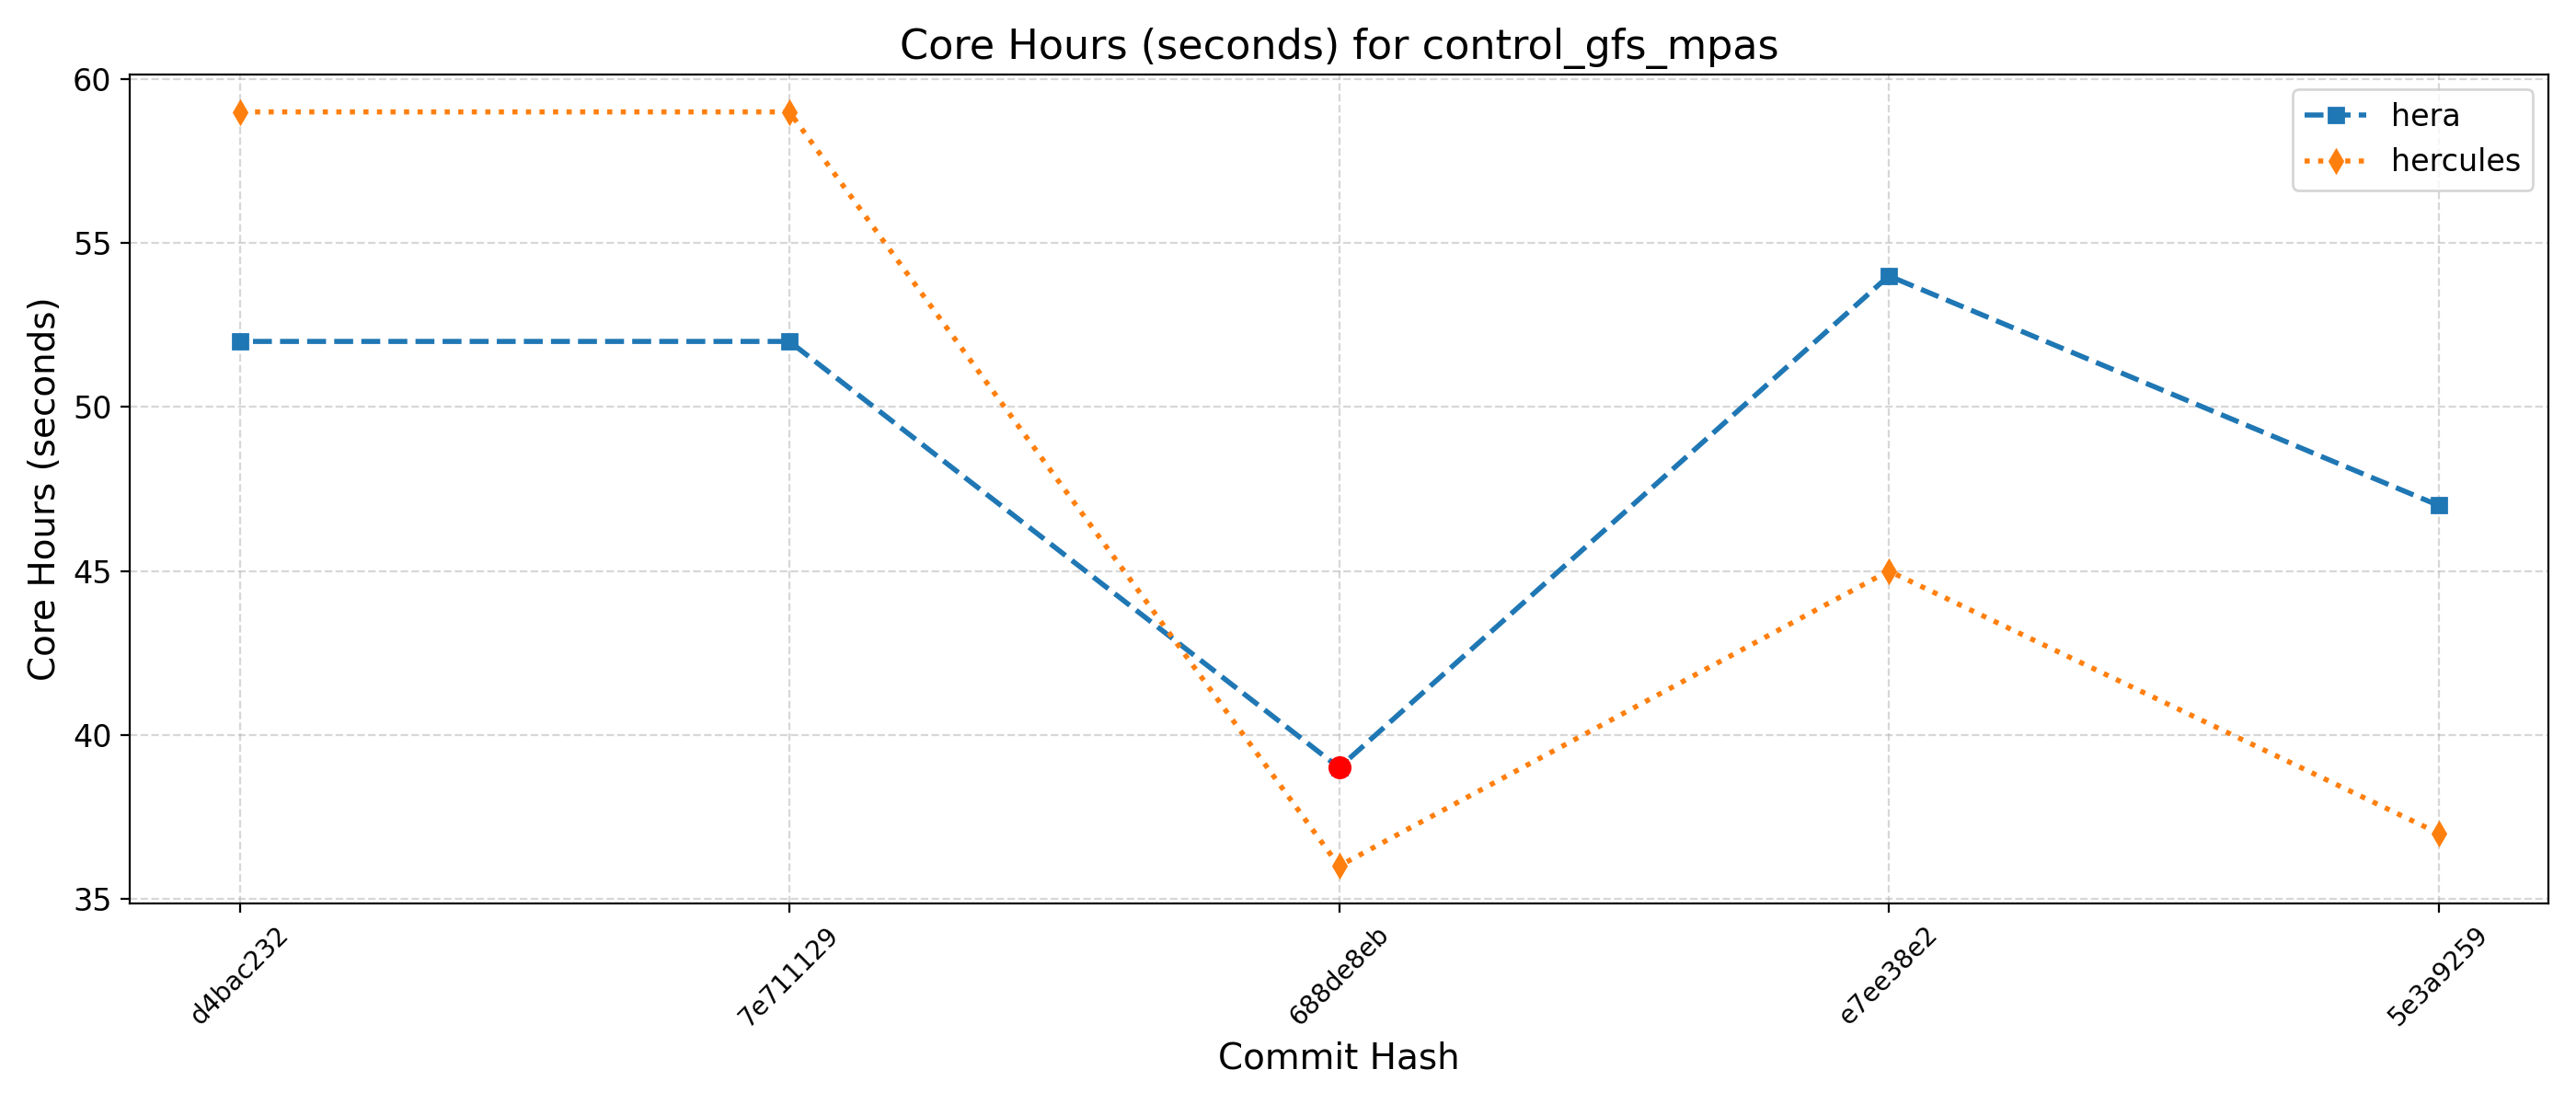 Core Hours (seconds) for control_gfs_mpas
60
55
50
45
40
35
Core Hours (seconds)
hera
hercules
d4bac232
7e711129
688de8eb
e7ee38e2
5e3a9259
Commit Hash